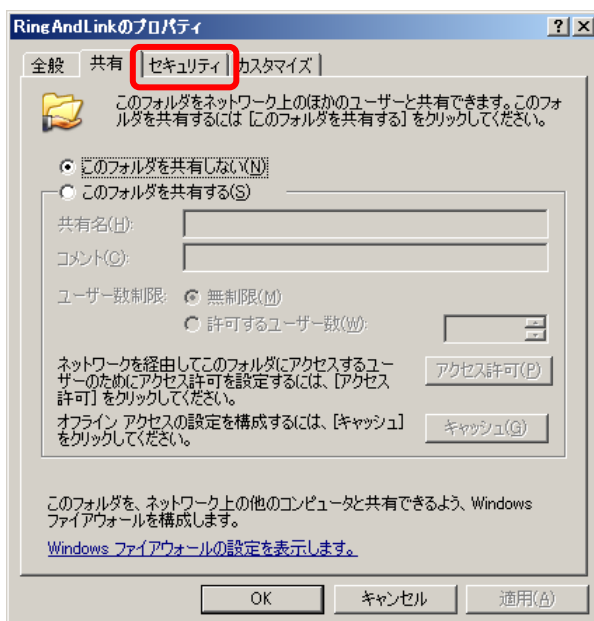 RingAndLinkのプロパティ
全般 共有 セキュリティ カスタマイズ
このフォルダをネットワーク上のほかのユーザーと共有できます。このフォ
ルダを共有するには [このフォルダを共有する] をクリックしてください。
このフォルダを共有しない(N)
このフォルダを共有する(S)
共有名(H):
コメント(C):
ユーザー数制限: 無制限(M)
許可するユーザー数(W):
ネットワークを経由してこのフォルダにアクセスするユー
ザーのためにアクセス許可を設定するには、[アクセス
許可] をクリックしてください。
アクセス許可(P)
オフライン アクセスの設定を構成するには、[キャッシュ]
をクリックしてください。
キャッシュ(G)
このフォルダを、ネットワーク上の他のコンピュータと共有できるよう、Windows
ファイアウォールを構成します。
Windows ファイアウォールの設定を表示します。
OK キャンセル 適用(A)